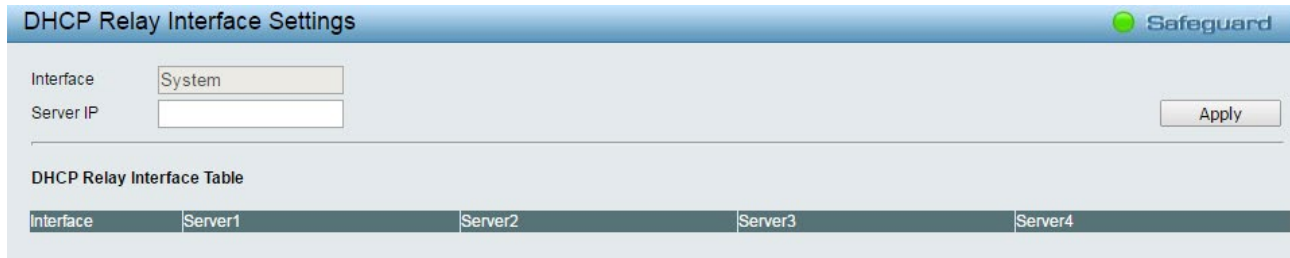 DHCP Relay Interface Settings Safeguard
Interface System
Server IP
Apply
DHCP Relay Interface Table
Interface Server1 Server2 Server3 Server4